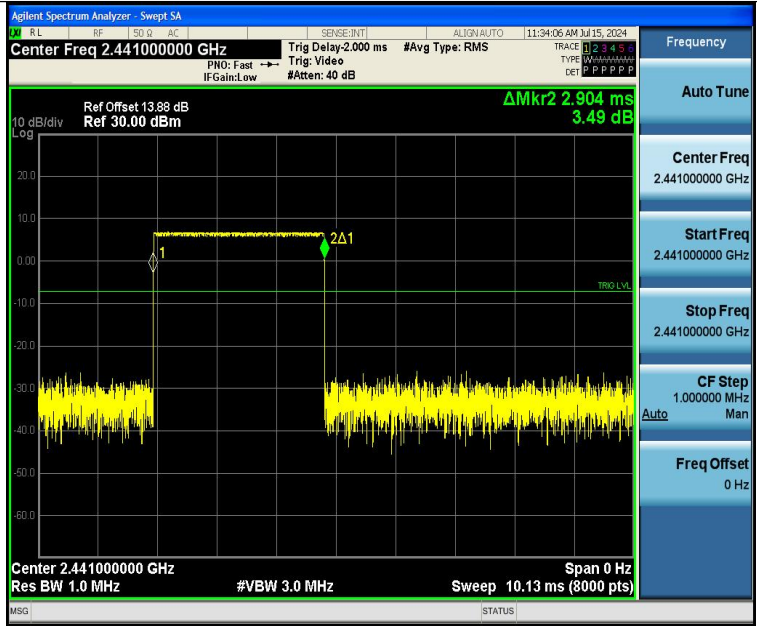 Agilent Spectrum Analyzer - Swept SA
LXI RL RF 50 Ω AC SENSE:INT ALIGN AUTO 11:34:06 AM Jul 15, 2024
Center Freq 2.441000000 GHz Trig Delay-2.000 ms #Avg Type: RMS TRACE 1 2 3 4 5 6
PNO: Fast Trig: Video TYPE WWWWWW
IFGain:Low #Atten: 40 dB DET P P P P P P
ΔMkr2 2.904 ms
3.49 dB
Ref Offset 13.88 dB
10 dB/div Ref 30.00 dBm
Log
20.0
10.0
0.00
-10.0
-20.0
-30.0
-40.0
-50.0
-60.0
1
2Δ1
TRIG LVL
Center 2.441000000 GHz Span 0 Hz
Res BW 1.0 MHz #VBW 3.0 MHz Sweep 10.13 ms (8000 pts)
MSG STATUS
Frequency
Auto Tune
Center Freq
2.441000000 GHz
Start Freq
2.441000000 GHz
Stop Freq
2.441000000 GHz
CF Step
1.000000 MHz
Auto Man
Freq Offset
0 Hz